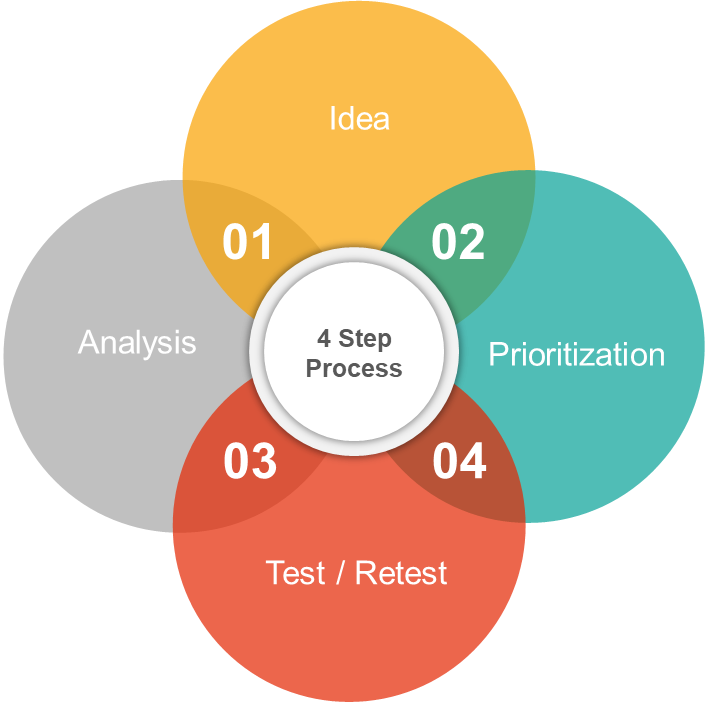 Idea
01
02
Analysis
4 Step
Process
Prioritization
03
04
Test / Retest